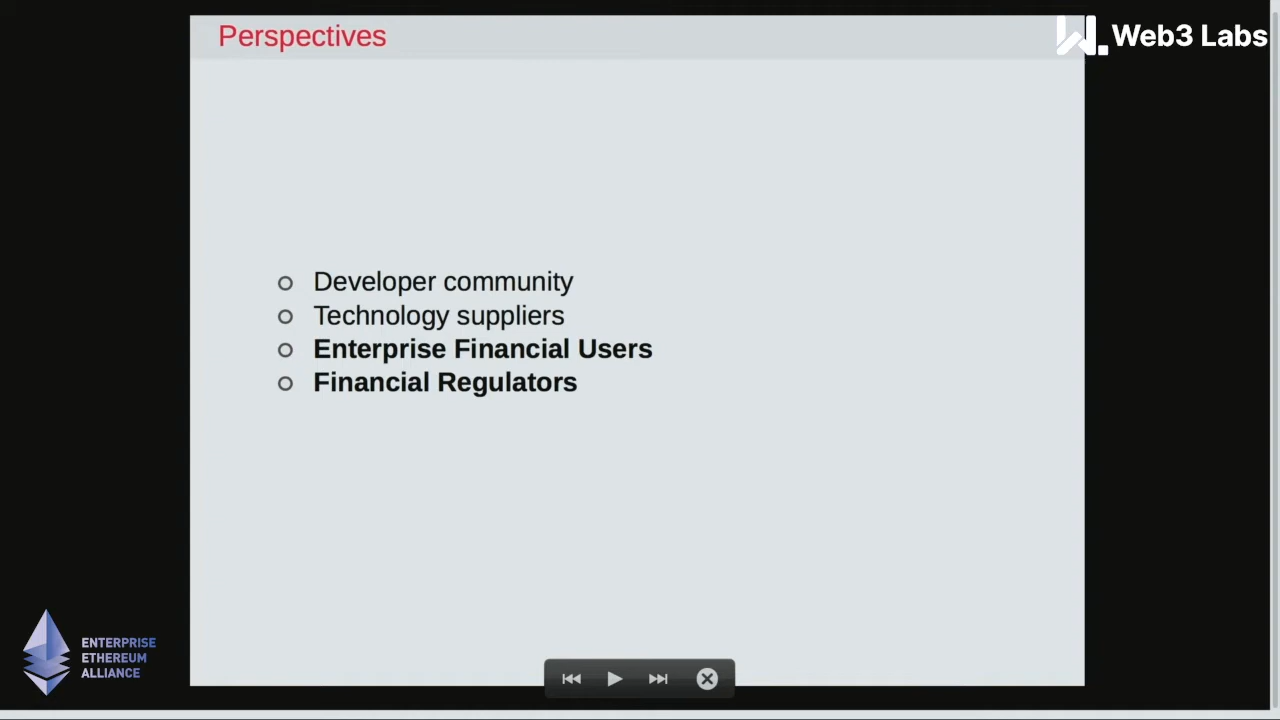 Perspectives
Web3 Labs
Developer community
Technology suppliers
Enterprise Financial Users
Financial Regulators
ENTERPRISE
ETHEREUM
ALLIANCE